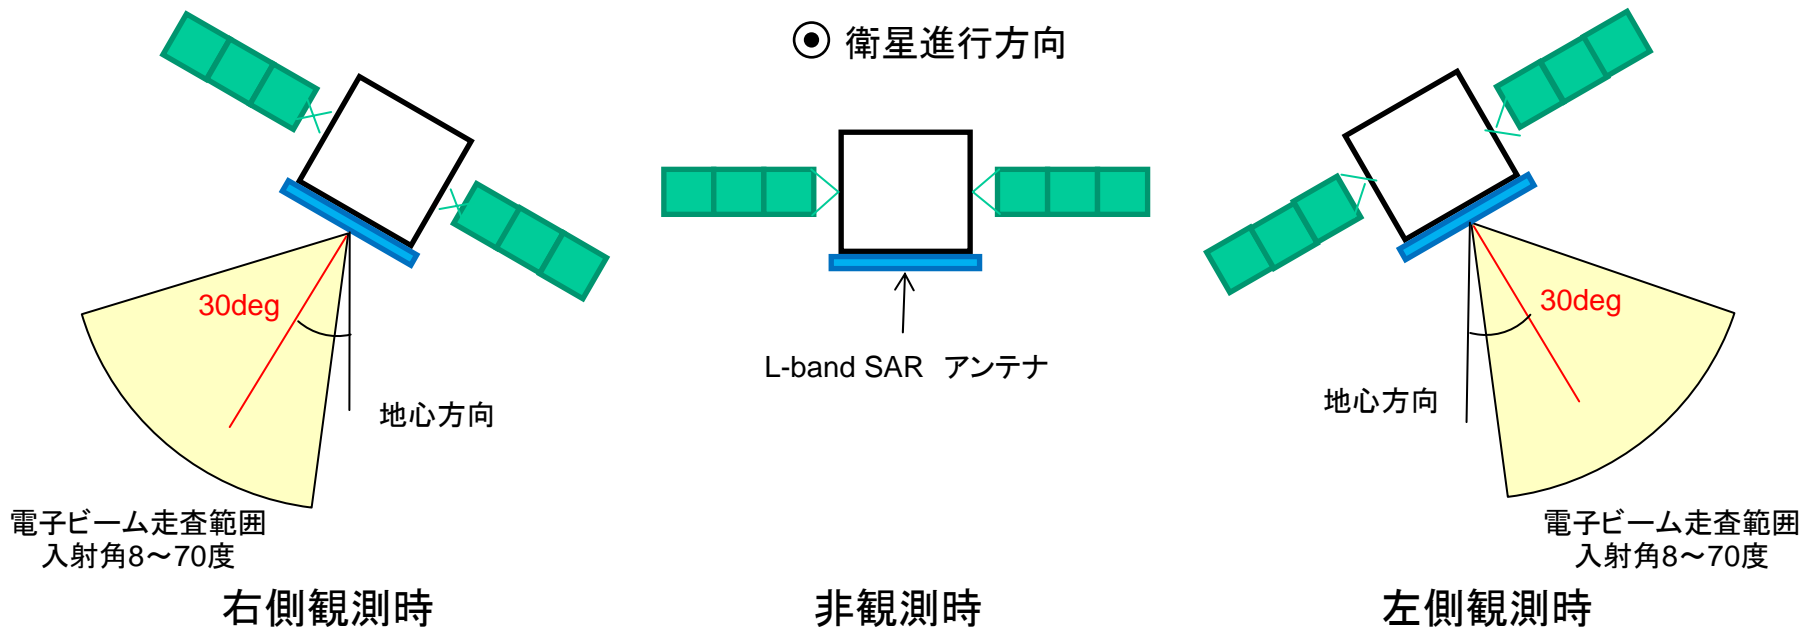 衛星進行方向
30deg
地心方向
電子ビーム走査範囲
入射角8～70度
右側観測時
L-band SAR アンテナ
非観測時
30deg
地心方向
電子ビーム走査範囲
入射角8～70度
左側観測時